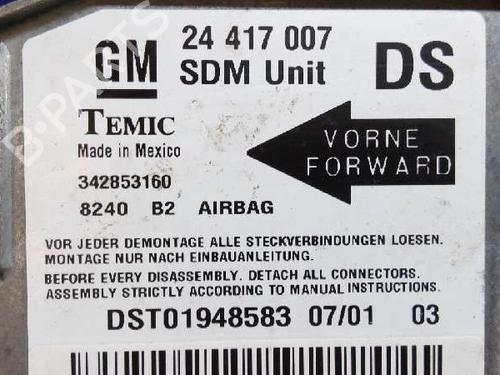 GM 24 417 007 DS
SDM Unit
TEMIC
Made in Mexico
VORNE
FORWARD
342853160
8240 B2 AIRBAG
VOR JEDER DEMONTAGE ALLE STECKVERBINDUNGEN LOESEN.
MONTAGE NUR NACH EINBAUANLEITUNG.
BEFORE EVERY DISASSEMBLY. DETACH ALL CONNECTORS.
ASSEMBLY STRICTLY ACCORDING TO MANUAL INSTRUCTIONS.
DST01948583 07/01 03
B-PARTS